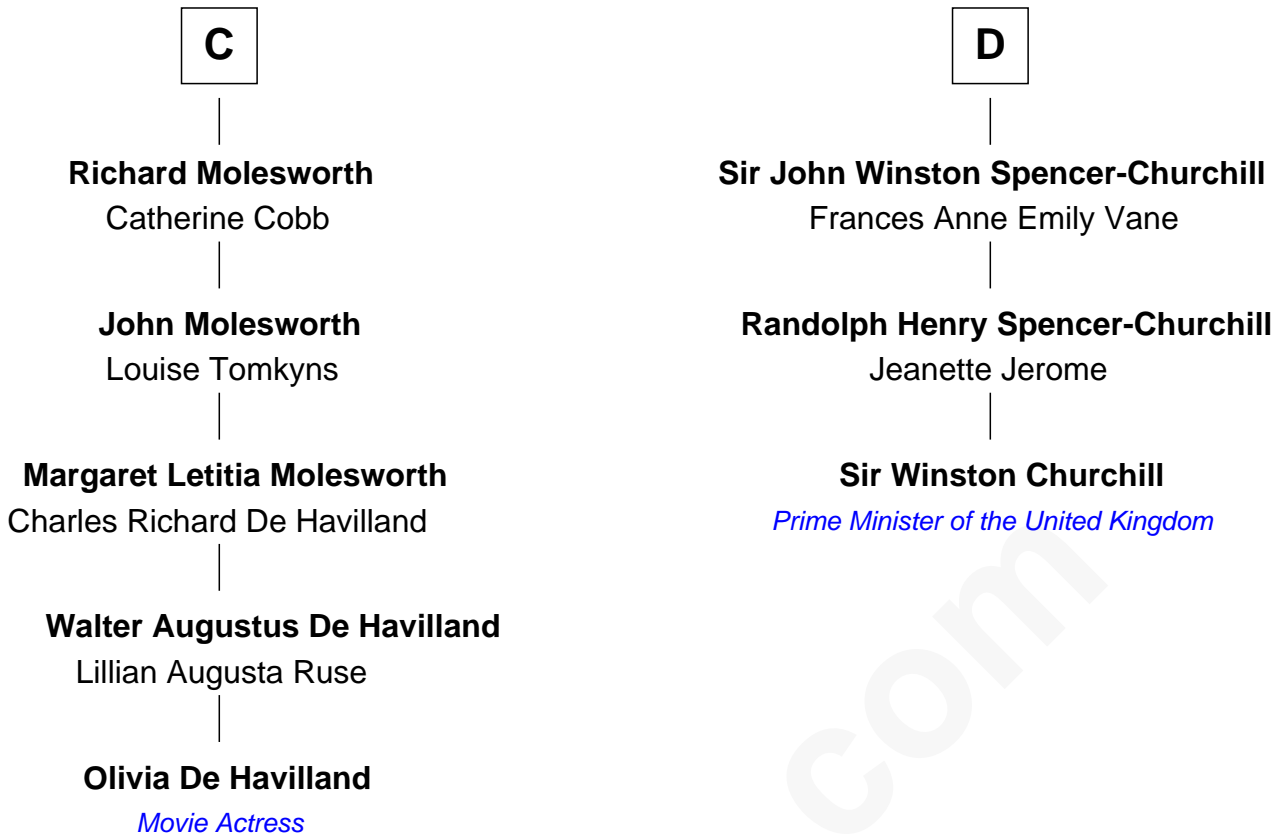 C
Richard Molesworth
Catherine Cobb
John Molesworth
Louise Tomkyns
Margaret Letitia Molesworth
Charles Richard De Havilland
Walter Augustus De Havilland
Lillian Augusta Ruse
Olivia De Havilland
Movie Actress
D
Sir John Winston Spencer-Churchill
Frances Anne Emily Vane
Randolph Henry Spencer-Churchill
Jeanette Jerome
Sir Winston Churchill
Prime Minister of the United Kingdom
com